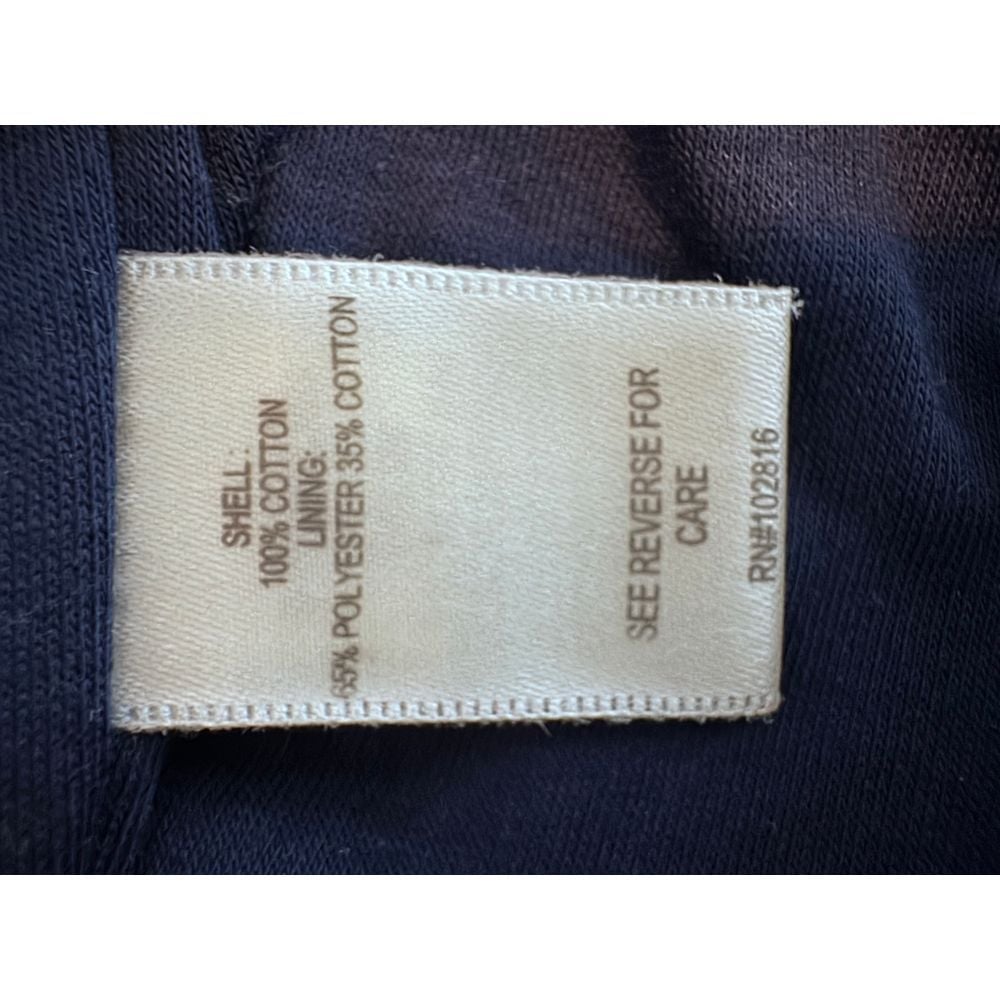 SHELL:
100% COTTON
LINING:
65% POLYESTER 35% COTTON
SEE REVERSE FOR
CARE
RN#102816